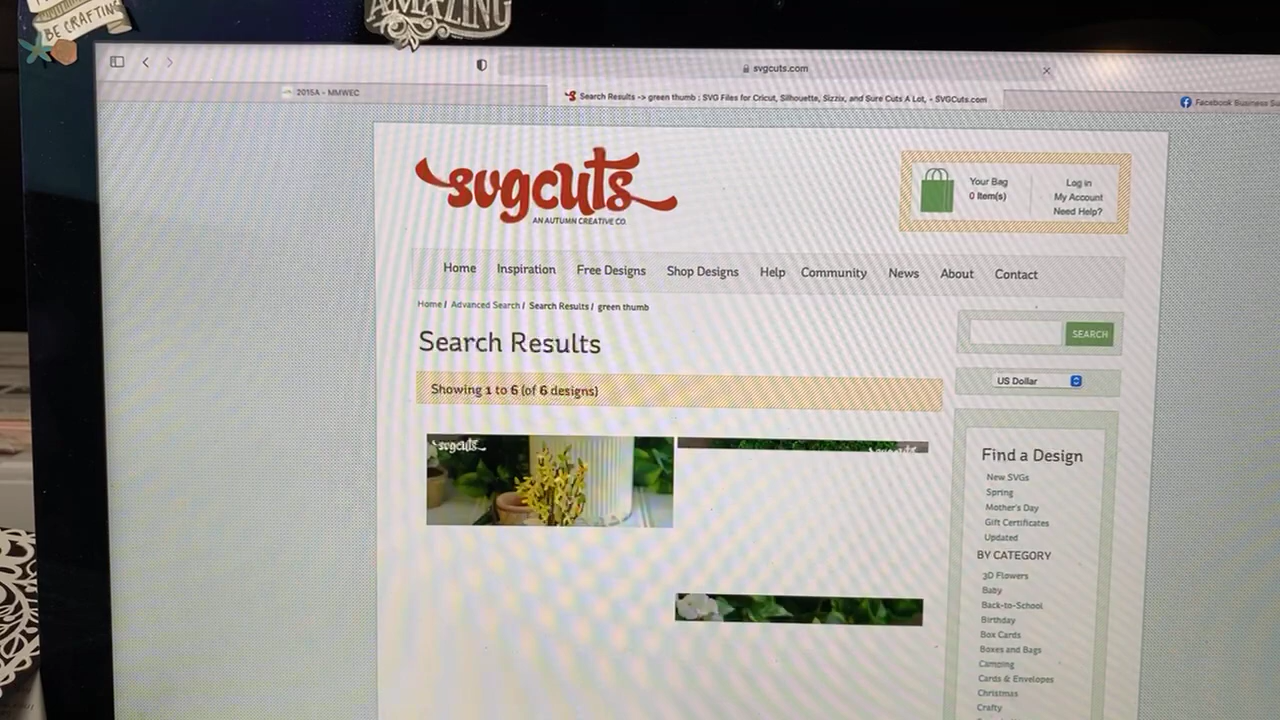 BE CRAFTING
AMAZING
svgcuts.com
2015A - MMWEC
Search Results -> green thumb : SVG Files for Cricut, Silhouette, Sizzix, and Sure Cuts A Lot, - SVGCuts.com
Facebook Business Su
svgcuts
AN AUTUMN CREATIVE CO.
Your Bag
0 Item(s)
Log in
My Account
Need Help?
Home Inspiration Free Designs Shop Designs Help Community News About Contact
Home / Advanced Search / Search Results / green thumb
SEARCH
Search Results
US Dollar
Showing 1 to 6 (of 6 designs)
svgcuts
Find a Design
New SVGs
Spring
Mother's Day
Gift Certificates
Updated
BY CATEGORY
3D Flowers
Baby
Back-to-School
Birthday
Box Cards
Boxes and Bags
Camping
Cards & Envelopes
Christmas
Crafty